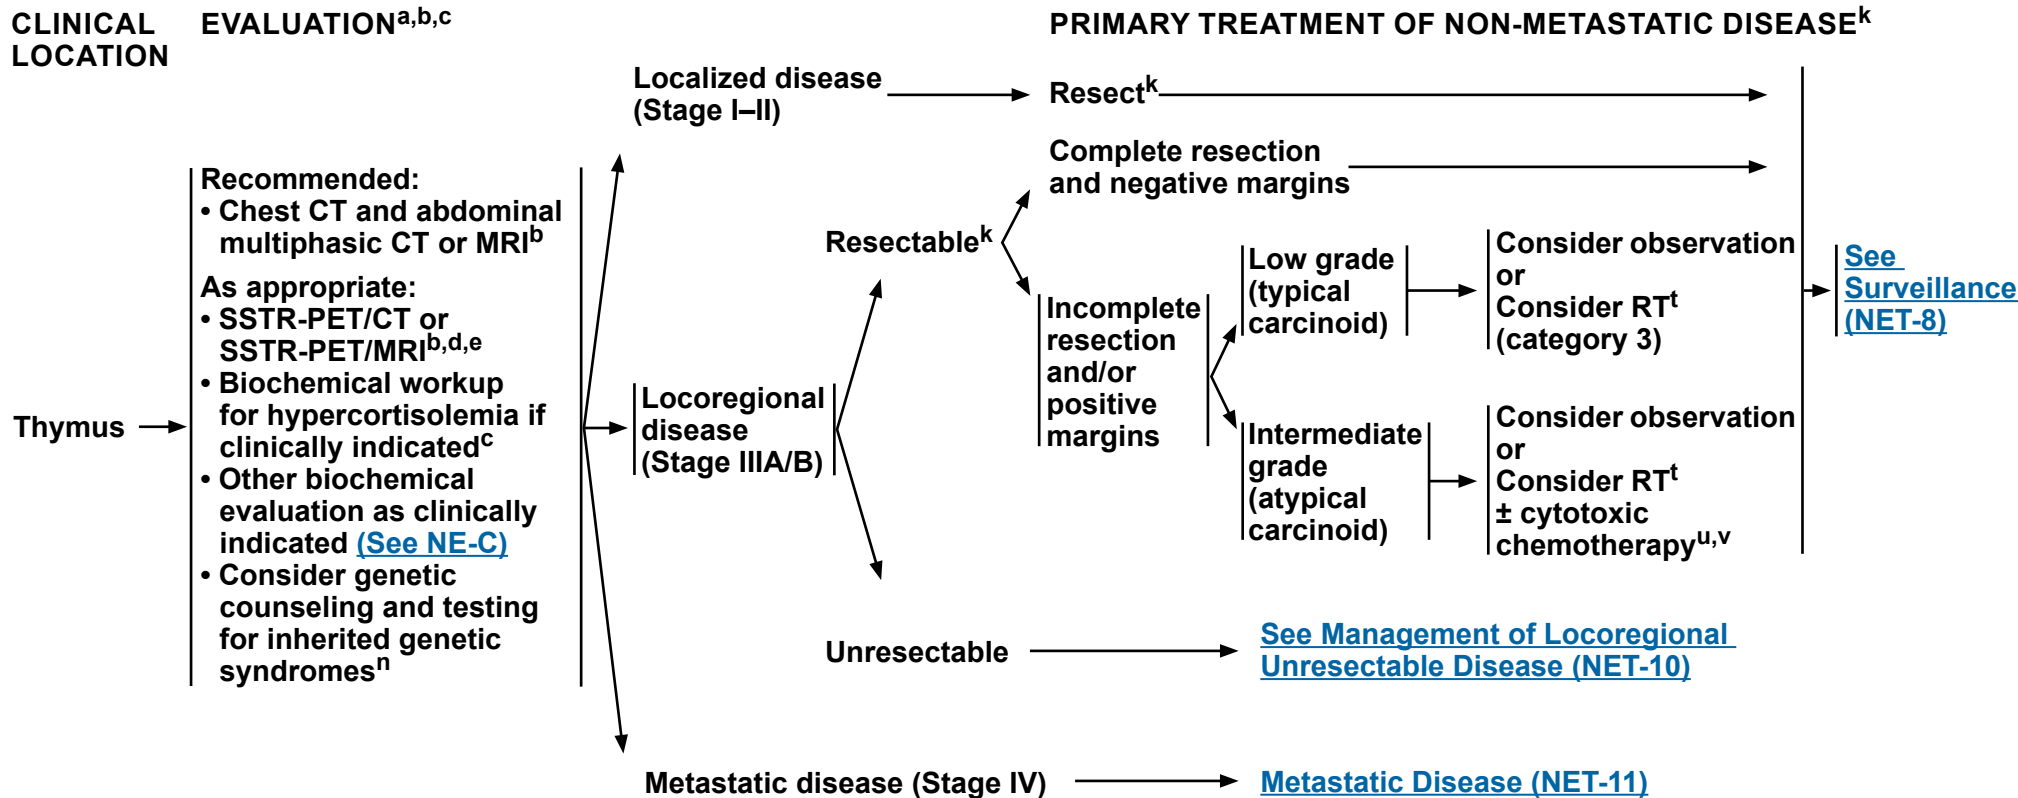 CLINICAL
LOCATION
EVALUATIONa,b,c
PRIMARY TREATMENT OF NON-METASTATIC DISEASEk
Thymus
Recommended:
• Chest CT and abdominal
multiphasic CT or MRIb
As appropriate:
• SSTR-PET/CT or
SSTR-PET/MRIb,d,e
• Biochemical workup
for hypercortisolemia if
clinically indicatedc
• Other biochemical
evaluation as clinically
indicated (See NE-C)
• Consider genetic
counseling and testing
for inherited genetic
syndromesn
Localized disease
(Stage I–II)
Resectk
Locoregional
disease
(Stage IIIA/B)
Resectablek
Complete resection
and negative margins
Incomplete
resection
and/or
positive
margins
Low grade
(typical
carcinoid)
Consider observation
or
Consider RTt
(category 3)
Intermediate
grade
(atypical
carcinoid)
Consider observation
or
Consider RTt
± cytotoxic
chemotherapyu,v
See
Surveillance
(NET-8)
Unresectable
See Management of Locoregional
Unresectable Disease (NET-10)
Metastatic disease (Stage IV)
Metastatic Disease (NET-11)